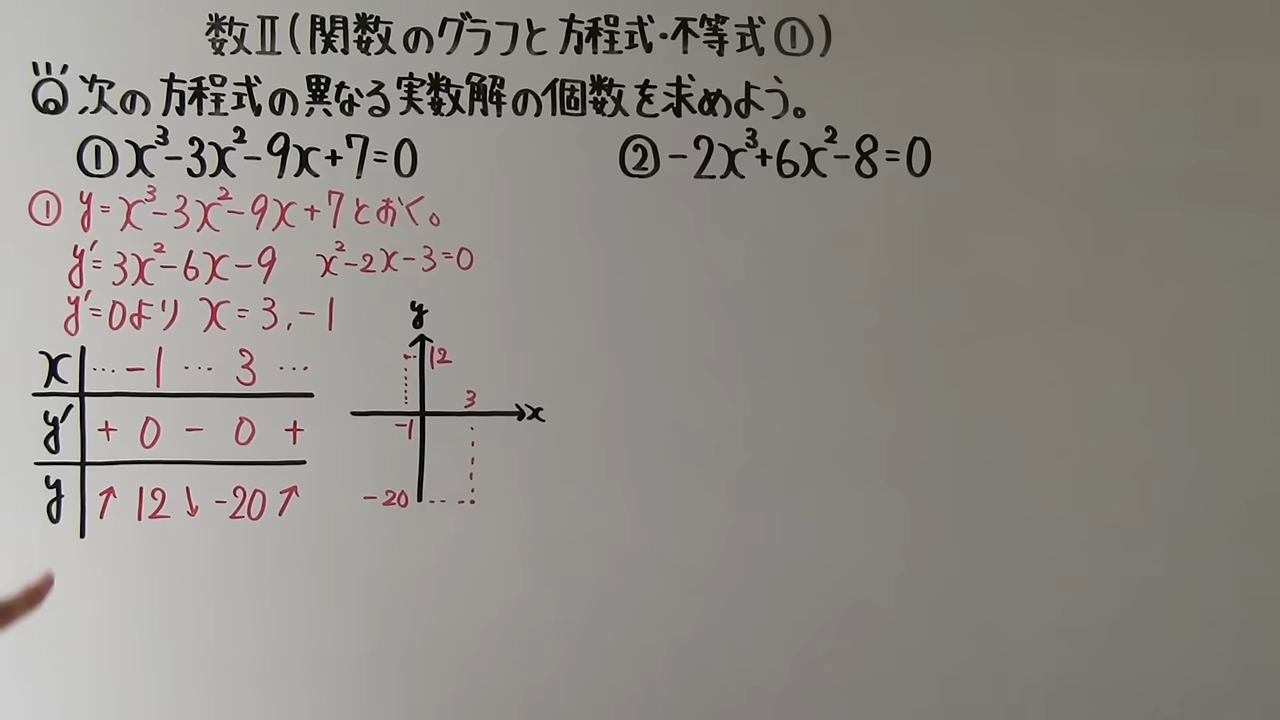 数Ⅱ(関数のグラフと方程式・不等式①)
次の方程式の異なる実数解の個数を求めよう。
①x³-3x²-9x+7=0
②-2x³+6x²-8=0
① y=x³-3x²-9x+7とおく。
y'=3x²-6x-9 x²-2x-3=0
y'=0より x=3,-1
x … -1 … 3 …
y' + 0 - 0 +
y ↗ 12 ↘ -20 ↗
y
12
3
x
-1
-20